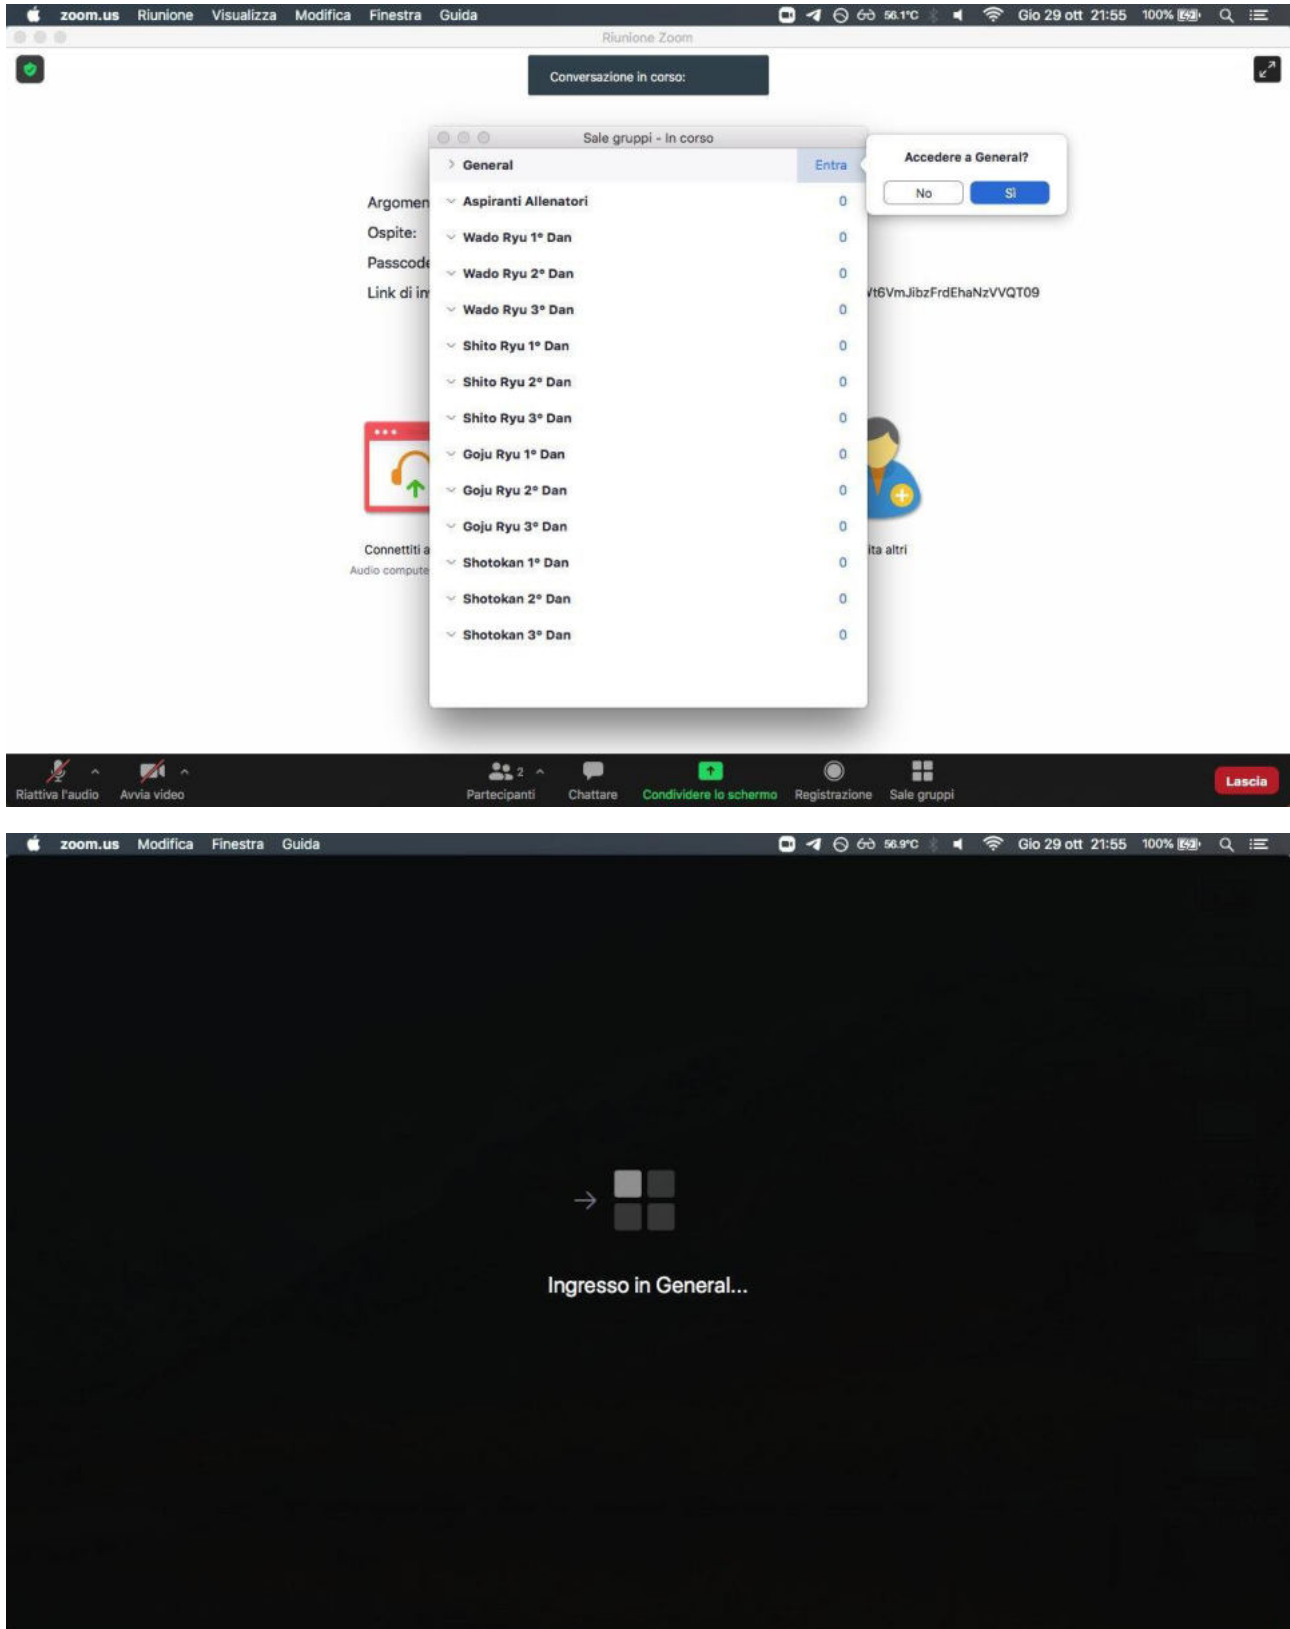 zoom.us Riunione Visualizza Modifica Finestra Guida 56.1°C Gio 29 ott 21:55 100%
Riunione Zoom
Conversazione in corso:
Sale gruppi - In corso
General Entra
Accedere a General?
No Sì
Aspiranti Allenatori 0
Wado Ryu 1° Dan 0
Wado Ryu 2° Dan 0
Wado Ryu 3° Dan 0
Shito Ryu 1° Dan 0
Shito Ryu 2° Dan 0
Shito Ryu 3° Dan 0
Goju Ryu 1° Dan 0
Goju Ryu 2° Dan 0
Goju Ryu 3° Dan 0
Shotokan 1° Dan 0
Shotokan 2° Dan 0
Shotokan 3° Dan 0
Argomen
Ospite:
Passcode
Link di in /t6VmJibzFrdEhaNzVVQT09
Connettiti a ita altri
Audio compute
2
Riattiva l'audio Avvia video Partecipanti Chattare Condividere lo schermo Registrazione Sale gruppi Lascia
zoom.us Modifica Finestra Guida 56.9°C Gio 29 ott 21:55 100%
Ingresso in General...